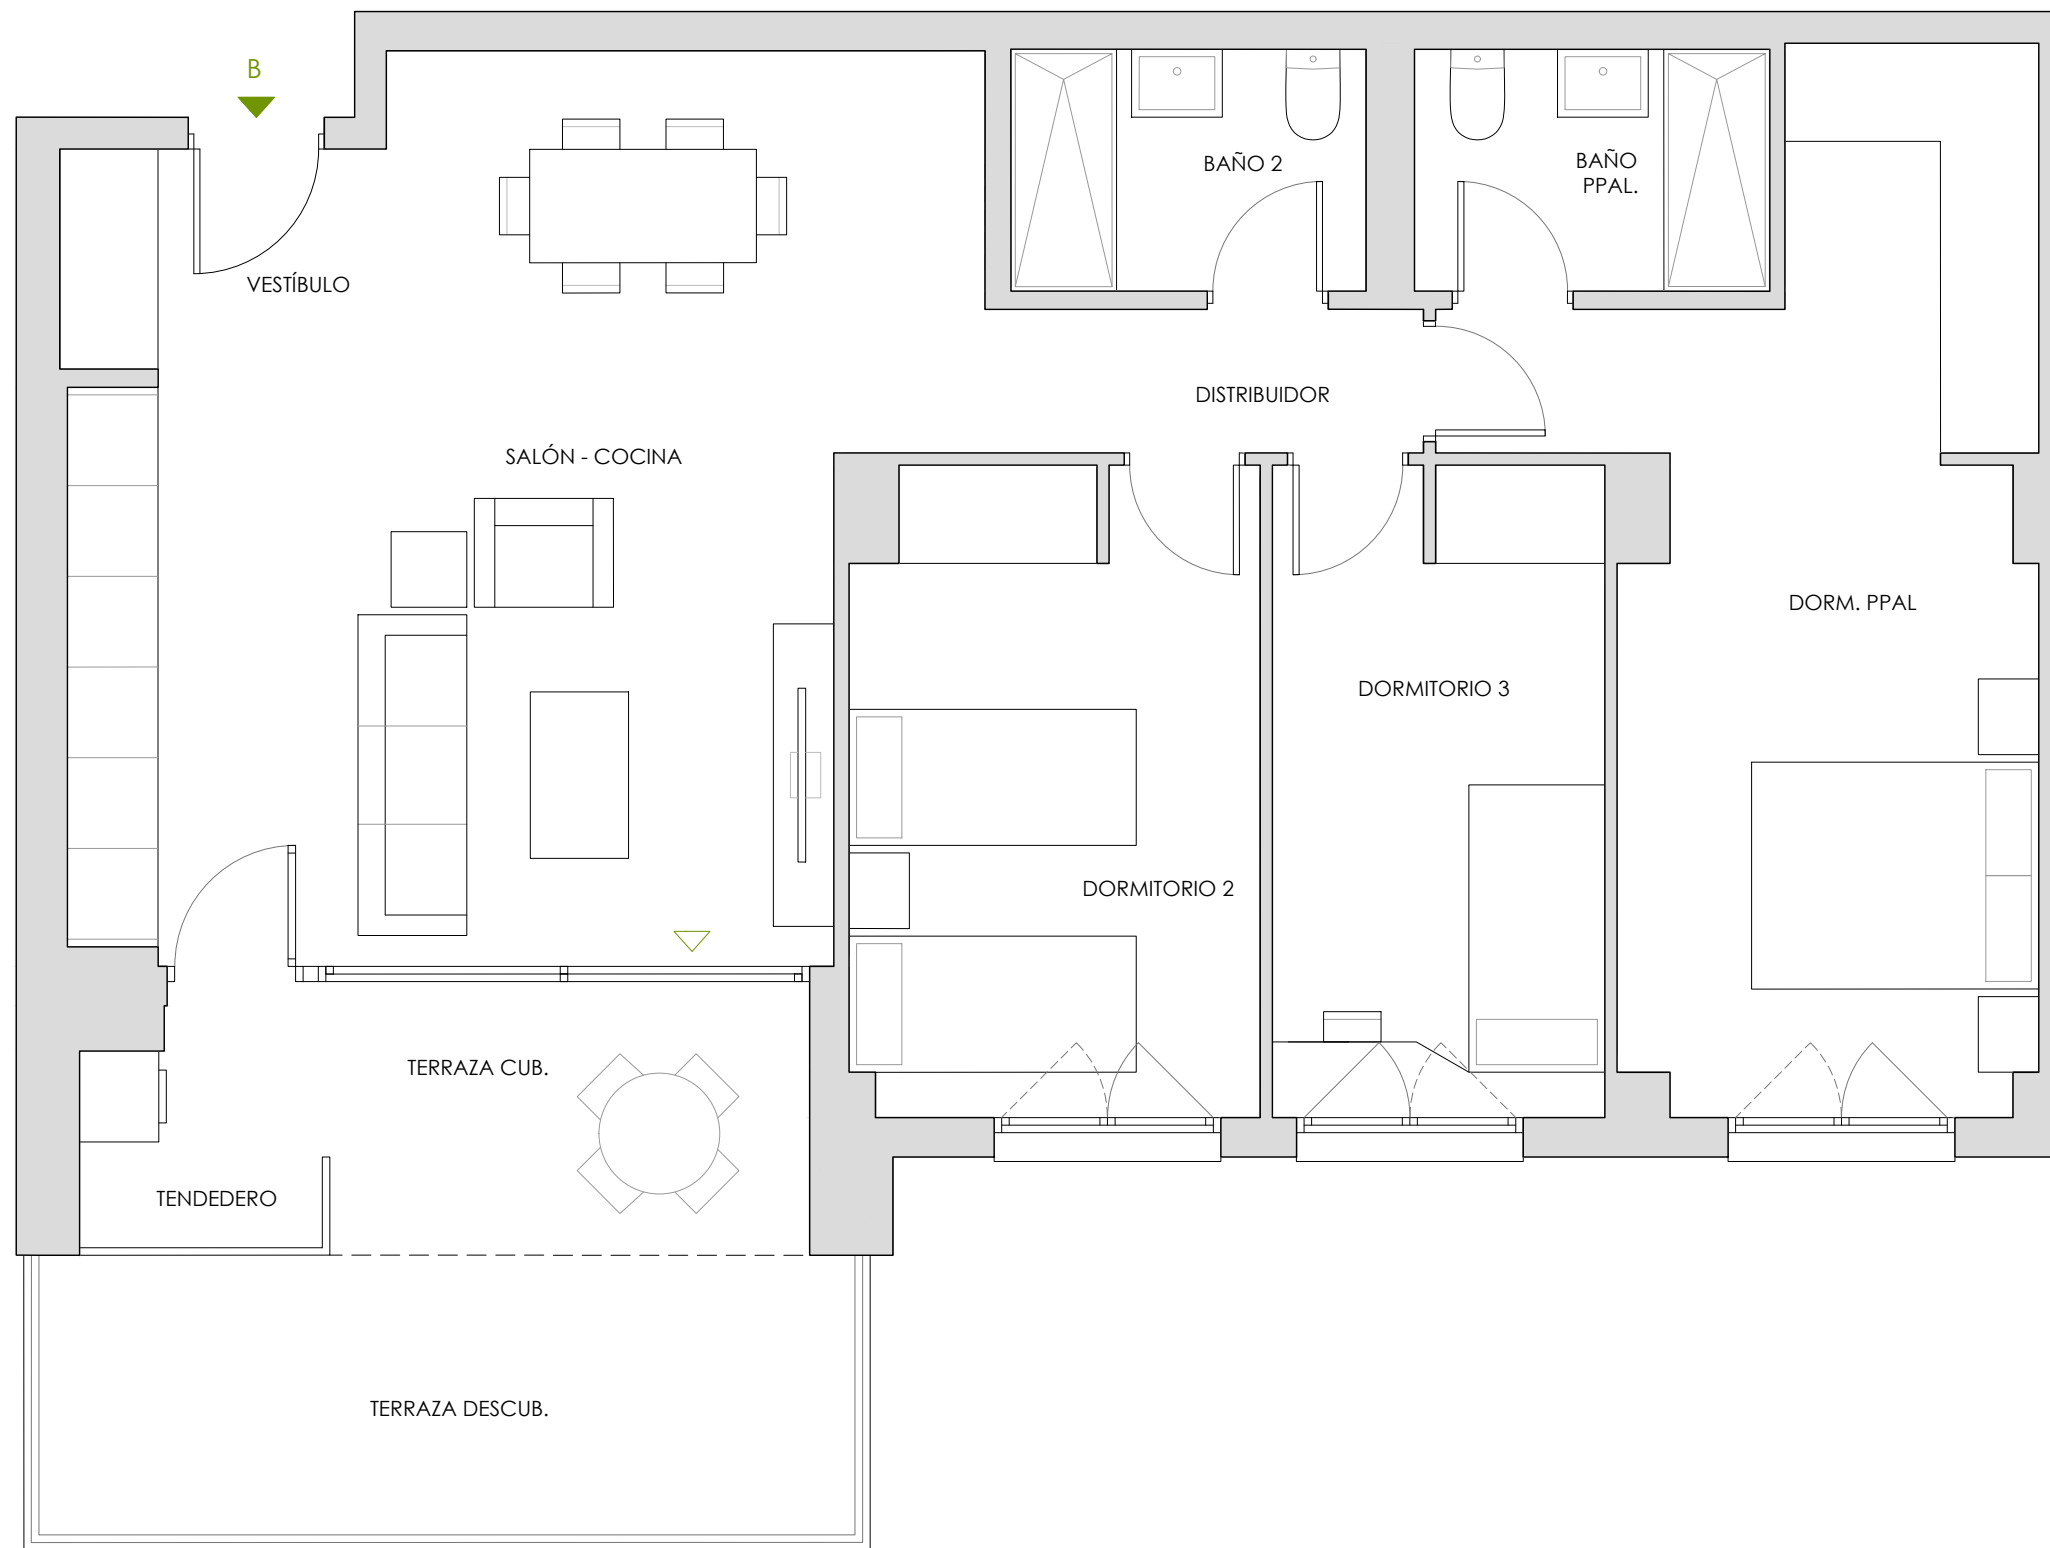 B
BAÑO 2
BAÑO
PPAL.
VESTÍBULO
DISTRIBUIDOR
SALÓN - COCINA
DORM. PPAL
DORMITORIO 3
DORMITORIO 2
TERRAZA CUB.
TENDEDERO
TERRAZA DESCUB.